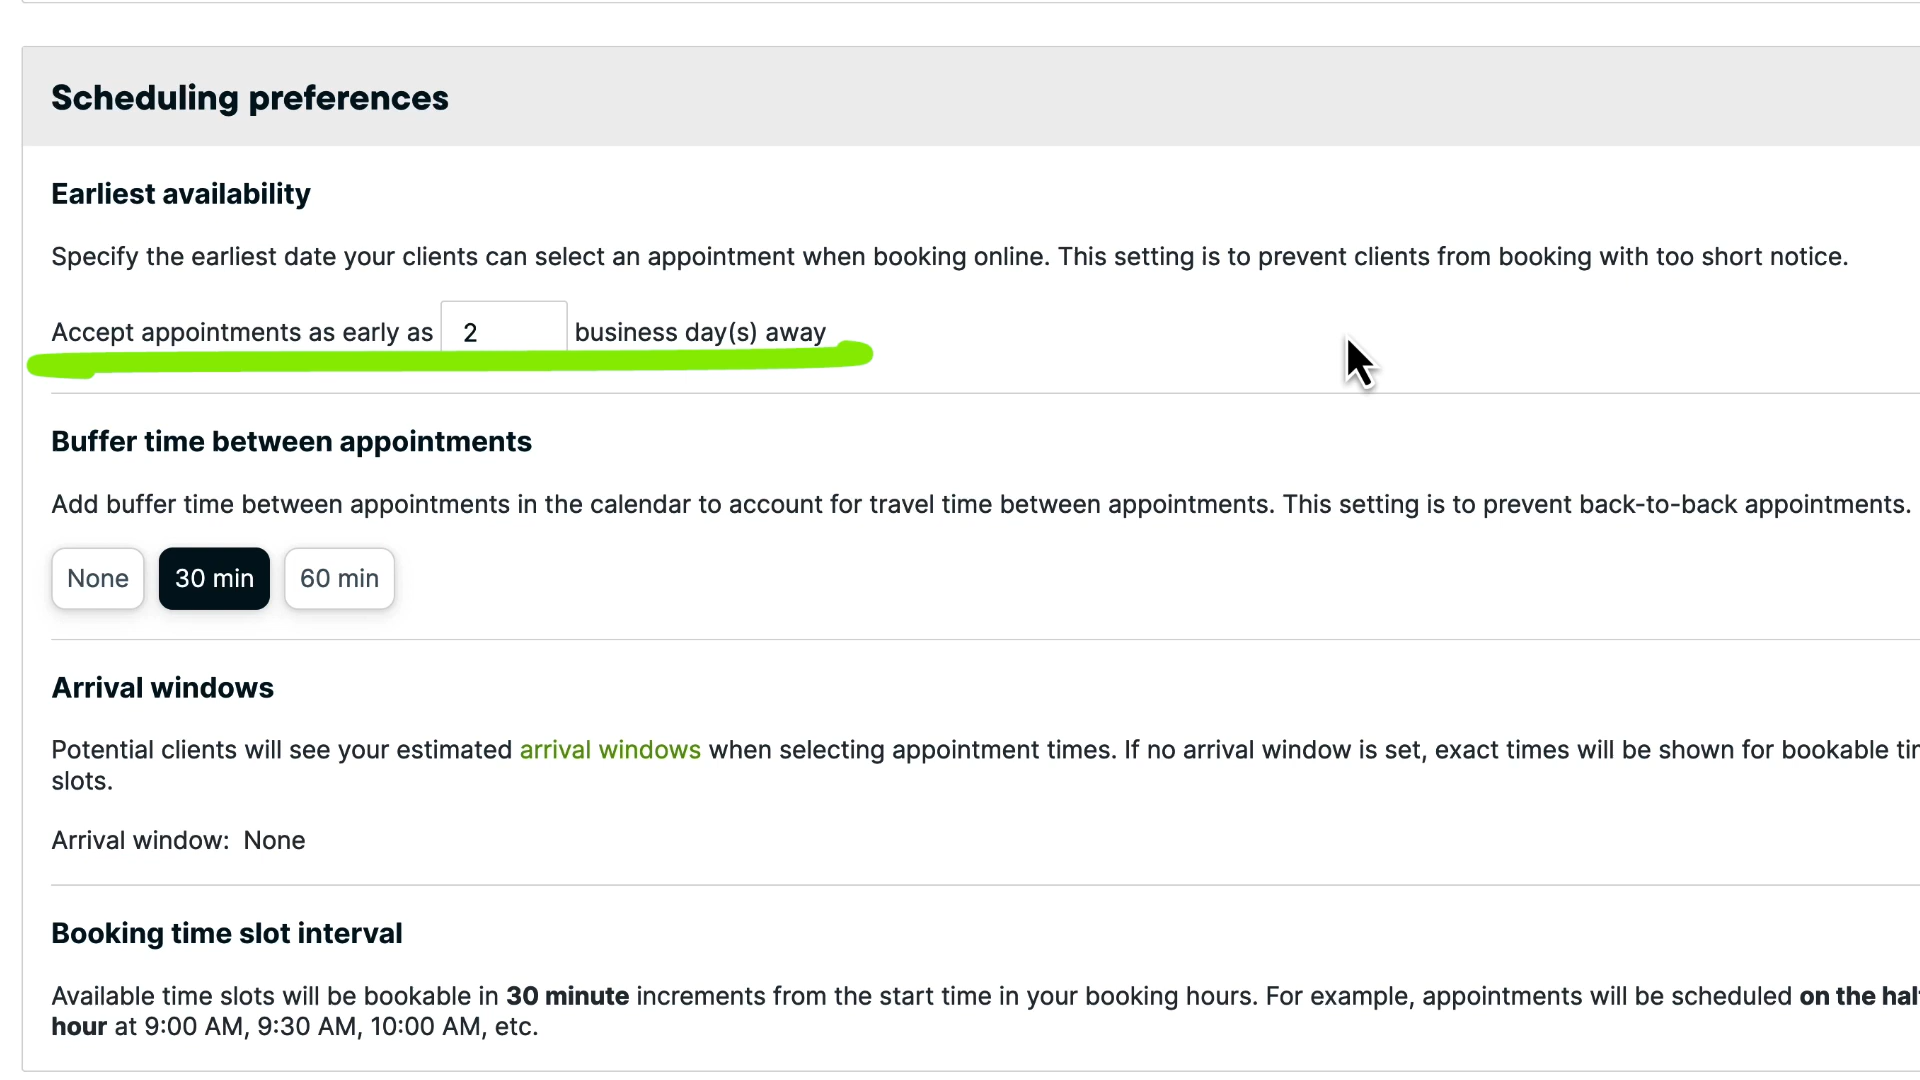 Scheduling preferences
Earliest availability
Specify the earliest date your clients can select an appointment when booking online. This setting is to prevent clients from booking with too short notice.
Accept appointments as early as 2 business day(s) away
Buffer time between appointments
Add buffer time between appointments in the calendar to account for travel time between appointments. This setting is to prevent back-to-back appointments.
None 30 min 60 min
Arrival windows
Potential clients will see your estimated arrival windows when selecting appointment times. If no arrival window is set, exact times will be shown for bookable
slots.
Arrival window: None
Booking time slot interval
Available time slots will be bookable in 30 minute increments from the start time in your booking hours. For example, appointments will be scheduled on the
hour at 9:00 AM, 9:30 AM, 10:00 AM, etc.